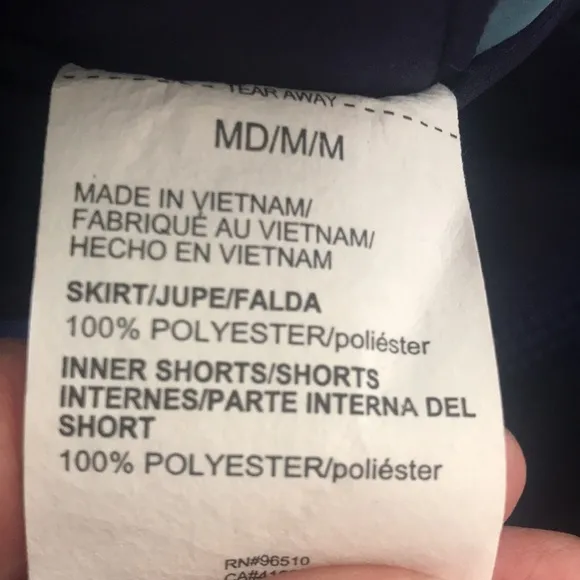 TEAR AWAY
MD/M/M
MADE IN VIETNAM/
FABRIQUÉ AU VIETNAM/
HECHO EN VIETNAM
SKIRT/JUPE/FALDA
100% POLYESTER/poliéster
INNER SHORTS/SHORTS
INTERNES/PARTE INTERNA DEL
SHORT
100% POLYESTER/poliéster
RN#96510